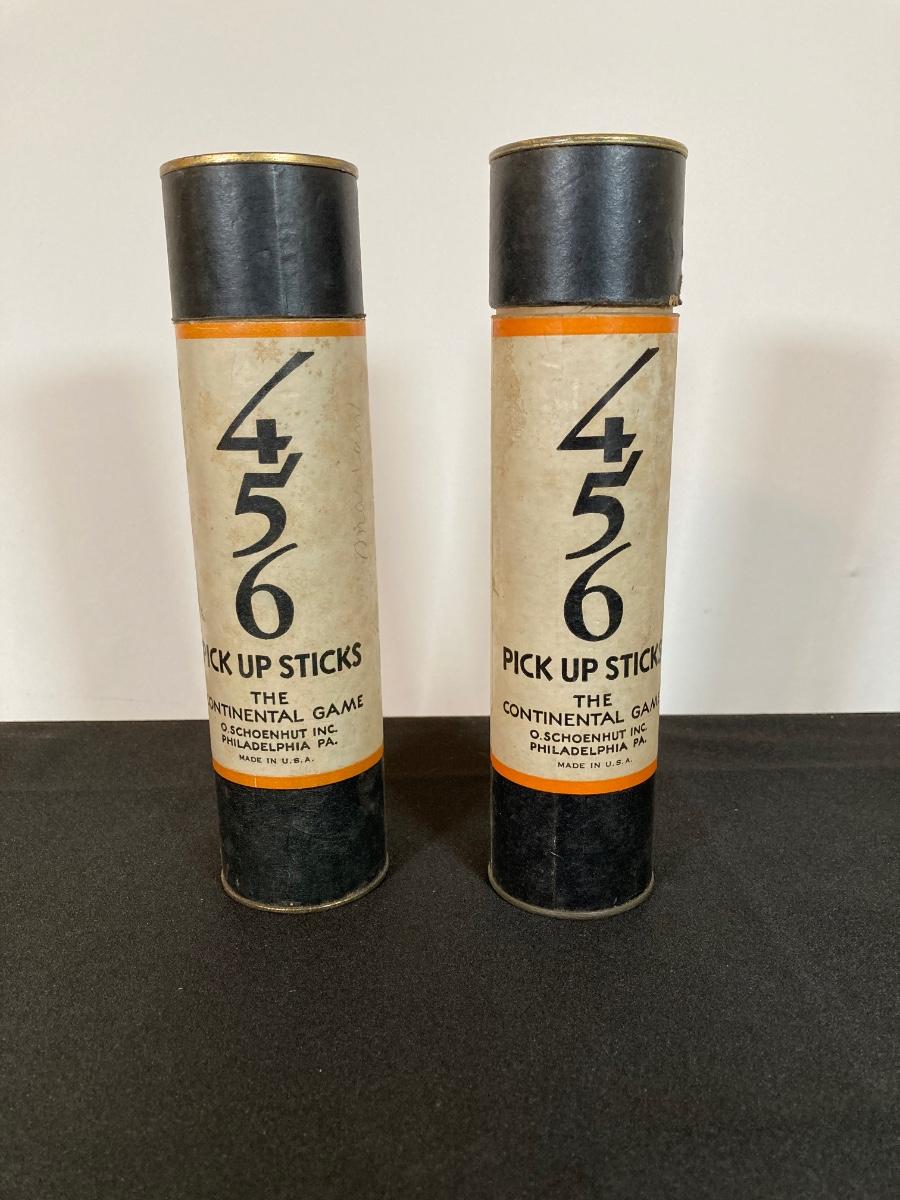 4
5
6
PICK UP STICKS
THE
CONTINENTAL GAME
O. SCHOENHUT INC.
PHILADELPHIA PA.
MADE IN U.S.A.
4
5
6
PICK UP STICKS
THE
CONTINENTAL GAME
O. SCHOENHUT INC.
PHILADELPHIA PA.
MADE IN U.S.A.